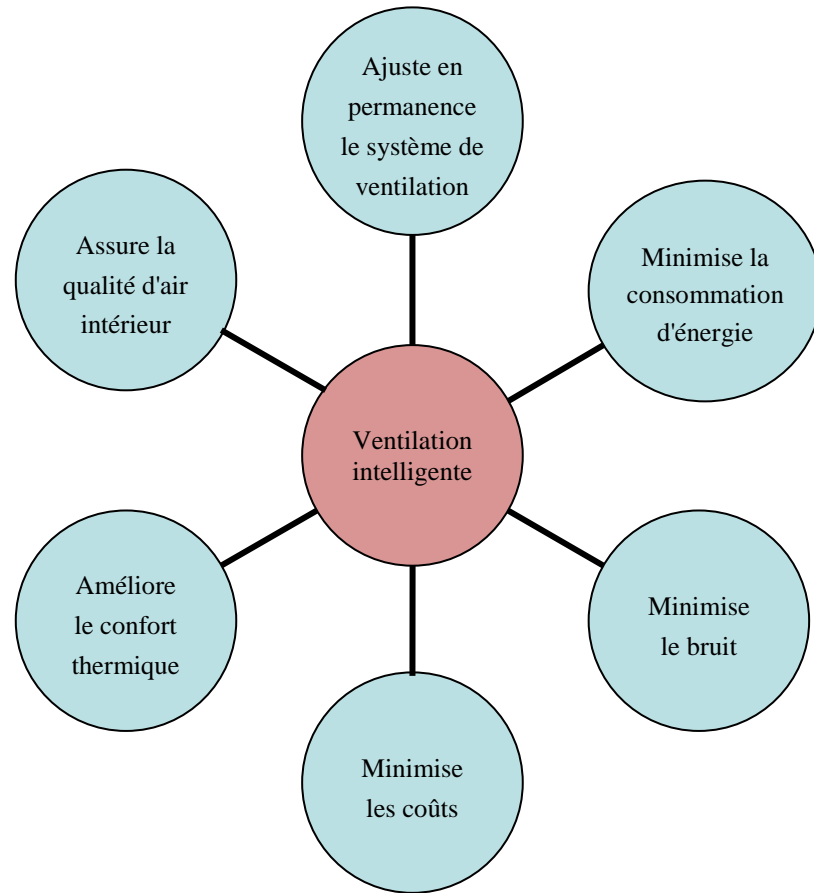 Ajuste en
permanence
le système de
ventilation
Assure la
qualité d'air
intérieur
Minimise la
consommation
d'énergie
Ventilation
intelligente
Améliore
le confort
thermique
Minimise
le bruit
Minimise
les coûts